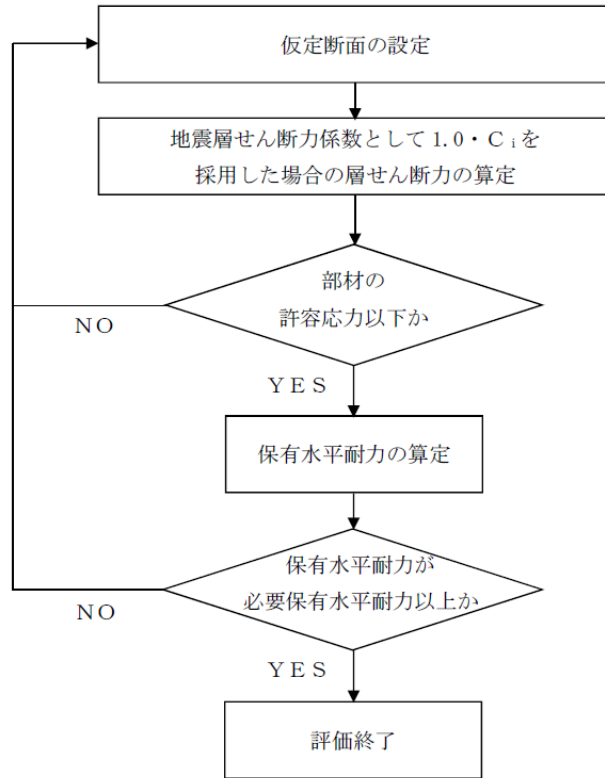 仮定断面の設定
地震層せん断力係数として1.0・Ｃｉを
採用した場合の層せん断力の算定
部材の
許容応力以下か
ＮＯ
ＹＥＳ
保有水平耐力の算定
保有水平耐力が
必要保有水平耐力以上か
ＮＯ
ＹＥＳ
評価終了